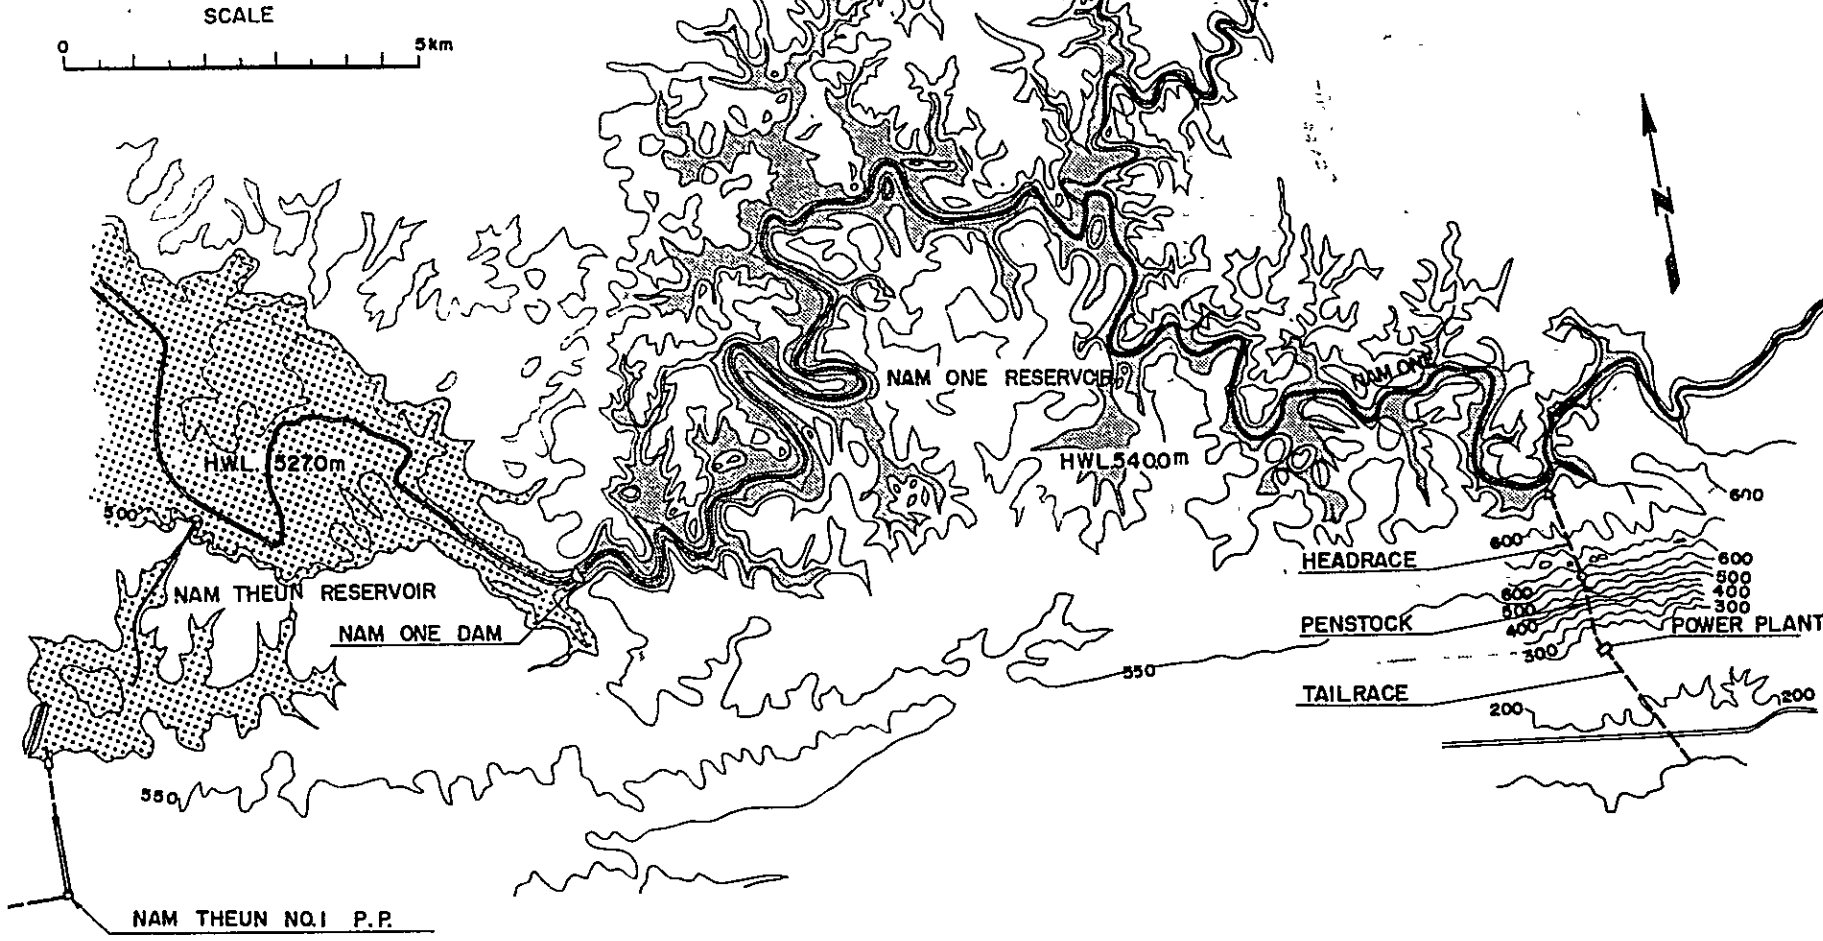 SCALE
0 5km
N
NAM ONE RESERVOIR
NAM ONE
H.W.L. 527.0m
HWL 540.0m
500
600
600
HEADRACE
600
600
500
500
400
300
NAM THEUN RESERVOIR
NAM ONE DAM
PENSTOCK
400
POWER PLANT
300
550
TAILRACE
200
200
550
NAM THEUN NO.1 P.P.